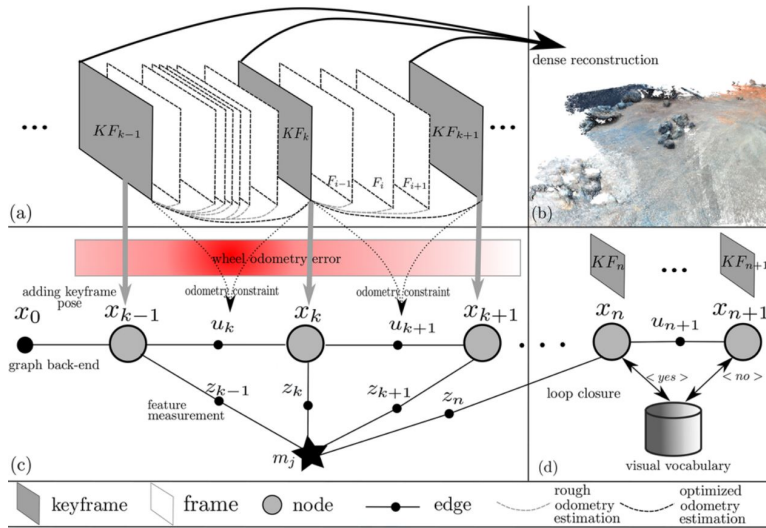 dense reconstruction
KF_{k-1}
KF_k
KF_{k+1}
F_{i-1}
F_i
F_{i+1}
(a)
(b)
wheel odometry error
KF_n
KF_{n+1}
adding keyframe
pose
odometry constraint
odometry constraint
x_0
x_{k-1}
u_k
x_k
u_{k+1}
x_{k+1}
x_n
u_{n+1}
x_{n+1}
graph back-end
z_{k-1}
z_k
z_{k+1}
z_n
feature
measurement
loop closure
< yes >
< no >
m_j
visual vocabulary
(c)
(d)
keyframe
frame
node
edge
rough
odometry
estimation
optimized
odometry
estimation